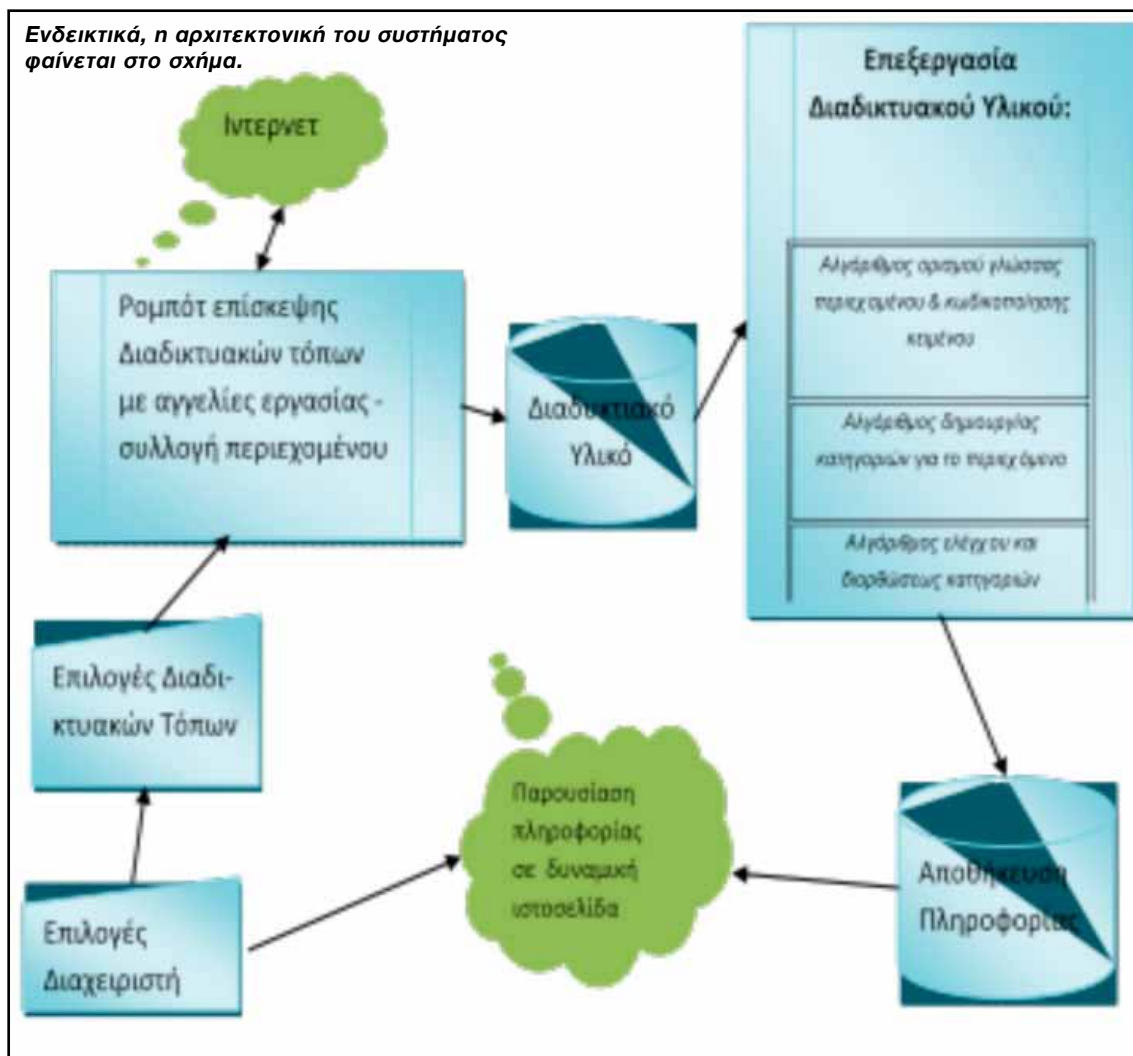 Ενδεικτικά, η αρχιτεκτονική του συστήματος
φαίνεται στο σχήμα.
Ιντερνετ
Ρομπότ επίσκεψης
Διαδικτυακών τόπων
με αγγελίες εργασίας -
συλλογή περιεχομένου
Διαδυκτιακό
Υλικό
Επεξεργασία
Διαδικτυακού Υλικού:
Αλγόριθμος ορισμού γλώσσας
περιεχομένου & κωδικοποίησης
κειμένου
Αλγόριθμος δημιουργίας
κατηγοριών για το περιεχόμενο
Αλγόριθμος ελέγχου και
διορθώσεως κατηγοριών
Επιλογές Διαδι-
κτυακών Τόπων
Επιλογές
Διαχειριστή
Παρουσίαση
πληροφορίας
σε δυναμική
ιστοσελίδα
Αποθήκευση
Πληροφορίας